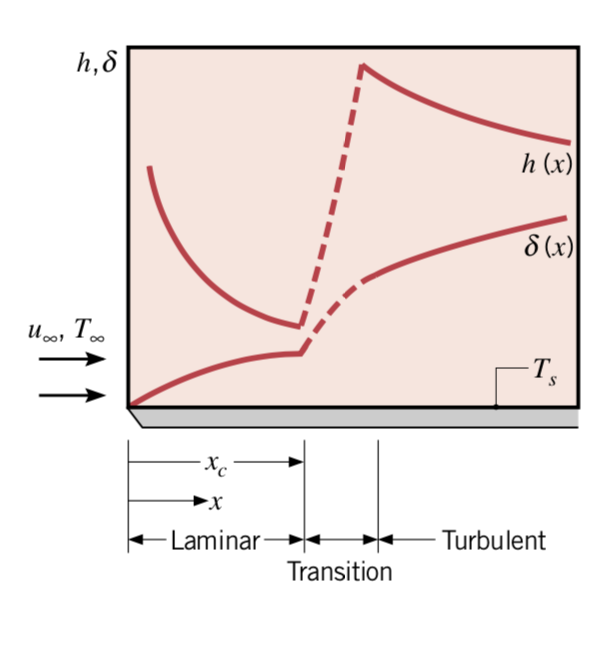 h, δ
h (x)
δ (x)
u∞, T∞
Ts
xc
x
Laminar
Turbulent
Transition